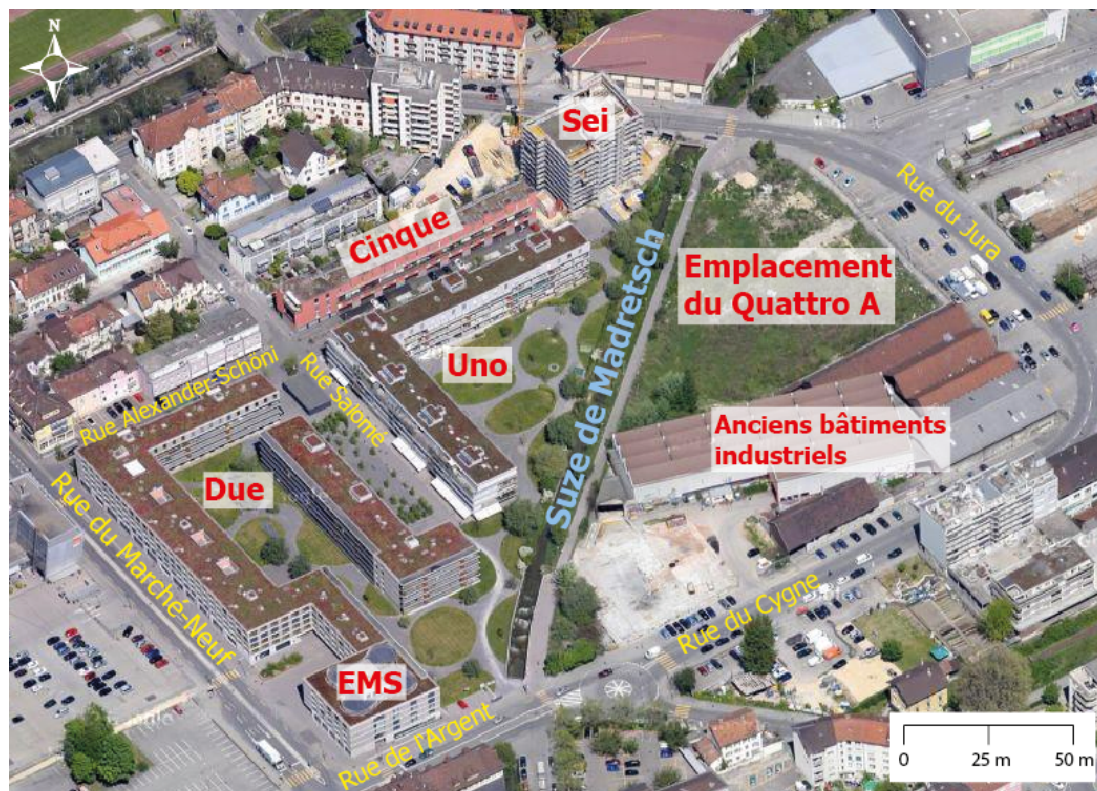 N
Sei
Rue du Jura
Cinque
Emplacement
du Quattro A
Suze de Madretsch
Uno
Rue Salomé
Rue Alexander-Schöni
Anciens bâtiments
industriels
Due
Rue du Marché-Neuf
Rue du Cygne
EMS
Rue de l'Argent
0 25 m 50 m